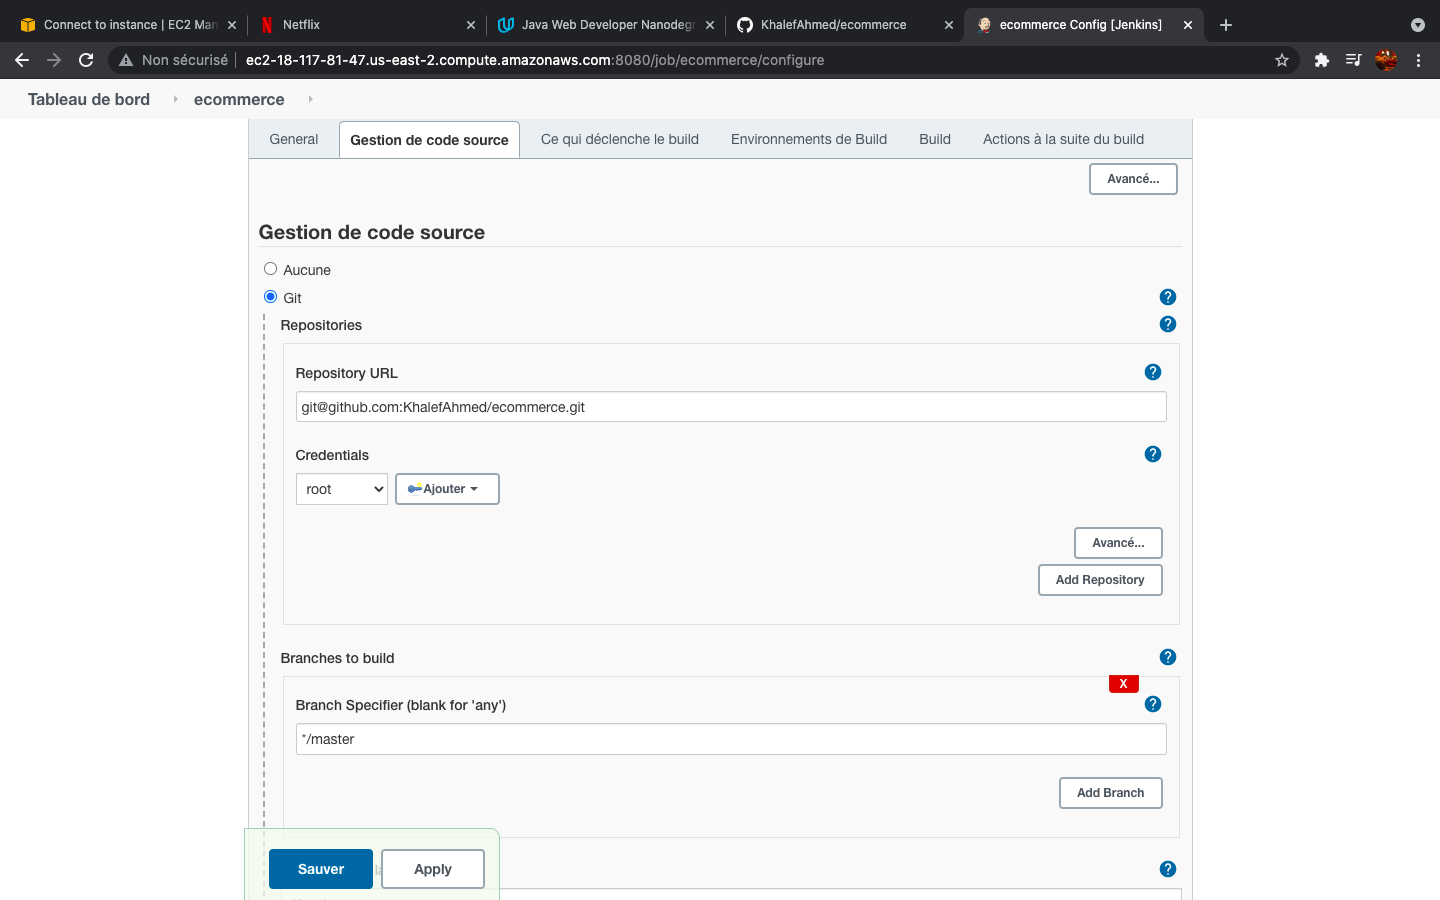 Connect to instance | EC2 Man
Netflix
Java Web Developer Nanodegr
KhalefAhmed/ecommerce
ecommerce Config [Jenkins]
Non sécurisé
ec2-18-117-81-47.us-east-2.compute.amazonaws.com:8080/job/ecommerce/configure
Tableau de bord
ecommerce
General
Gestion de code source
Ce qui déclenche le build
Environnements de Build
Build
Actions à la suite du build
Avancé...
Gestion de code source
Aucune
Git
?
Repositories
?
Repository URL
?
git@github.com:KhalefAhmed/ecommerce.git
Credentials
?
root
Ajouter
Avancé...
Add Repository
Branches to build
?
X
Branch Specifier (blank for 'any')
?
*/master
Add Branch
Sauver
Apply
?